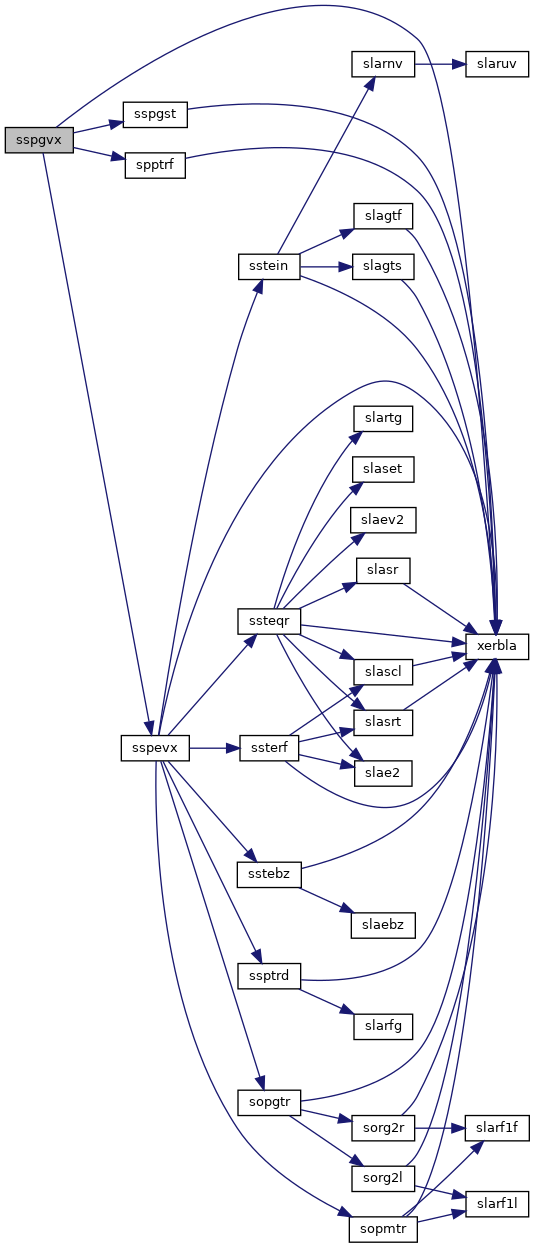 slarnv
slaruv
sspgst
sspgvx
spptrf
slagtf
sstein
slagts
slartg
slaset
slaev2
slasr
ssteqr
xerbla
slascl
slasrt
sspevx
ssterf
slae2
sstebz
slaebz
ssptrd
slarfg
sopgtr
sorg2r
slarf1f
sorg2l
slarf1l
sopmtr